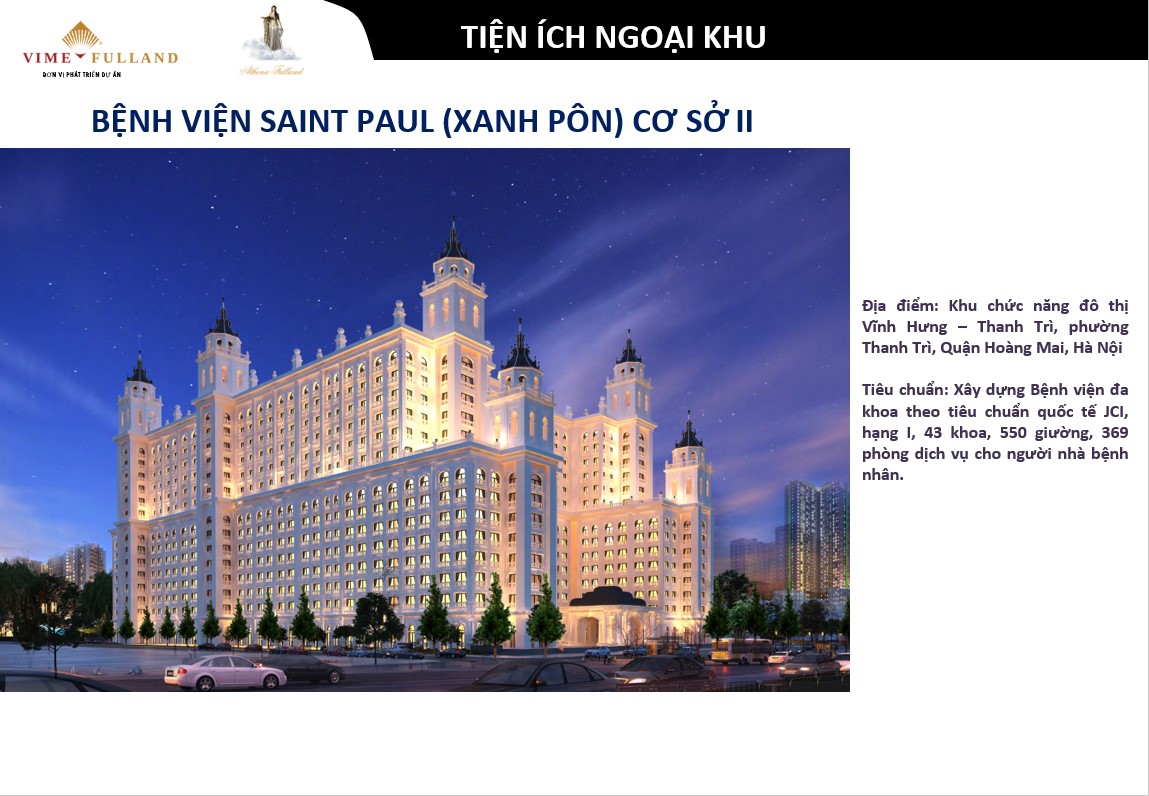 VIME FULLAND
ĐƠN VỊ PHÁT TRIỂN DỰ ÁN
Athena Fulland
TIỆN ÍCH NGOẠI KHU
BỆNH VIỆN SAINT PAUL (XANH PÔN) CƠ SỞ II
Địa điểm: Khu chức năng đô thị
Vĩnh Hưng – Thanh Trì, phường
Thanh Trì, Quận Hoàng Mai, Hà Nội
Tiêu chuẩn: Xây dựng Bệnh viện đa
khoa theo tiêu chuẩn quốc tế JCI,
hạng I, 43 khoa, 550 giường, 369
phòng dịch vụ cho người nhà bệnh
nhân.